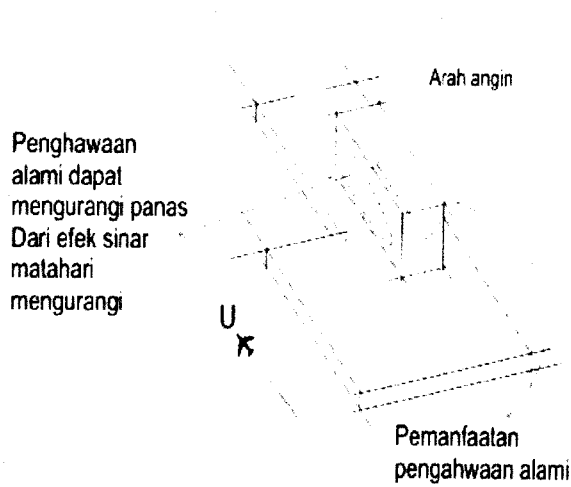 Arah angin
Penghawaan
alami dapat
mengurangi panas
Dari efek sinar
matahari
mengurangi
U
Pemanfaatan
pengahwaan alami